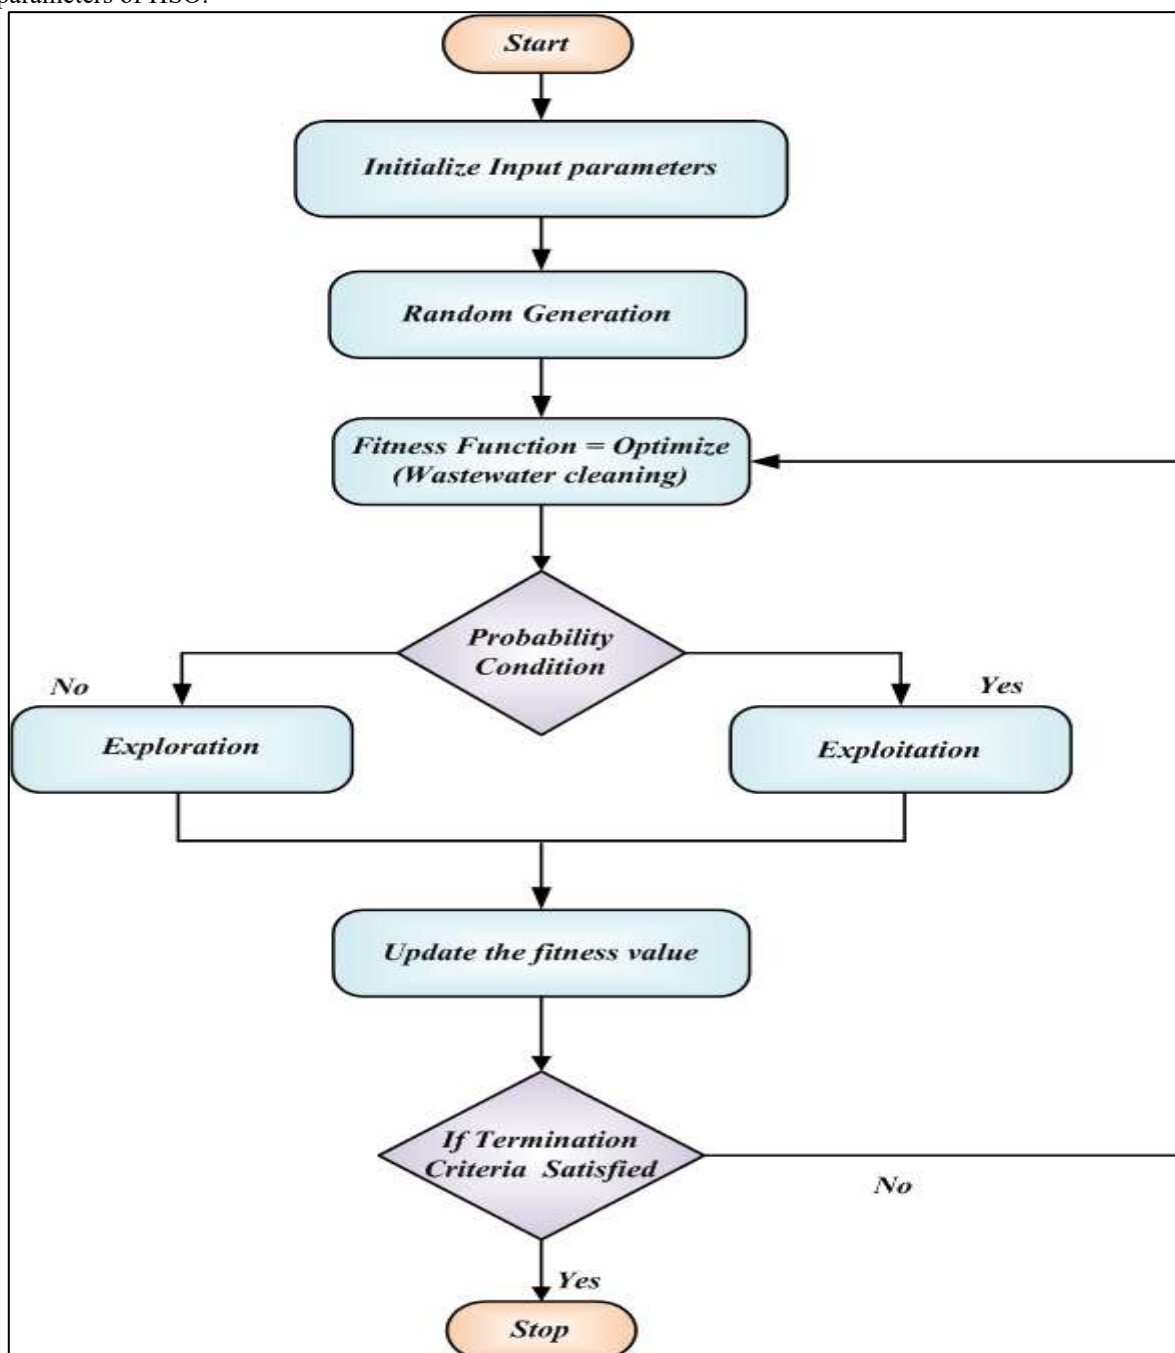 parameters of HSO.
Start
Initialize Input parameters
Random Generation
Fitness Function = Optimize
(Wastewater cleaning)
Probability
Condition
No
Yes
Exploration
Exploitation
Update the fitness value
If Termination
Criteria Satisfied
No
Yes
Stop